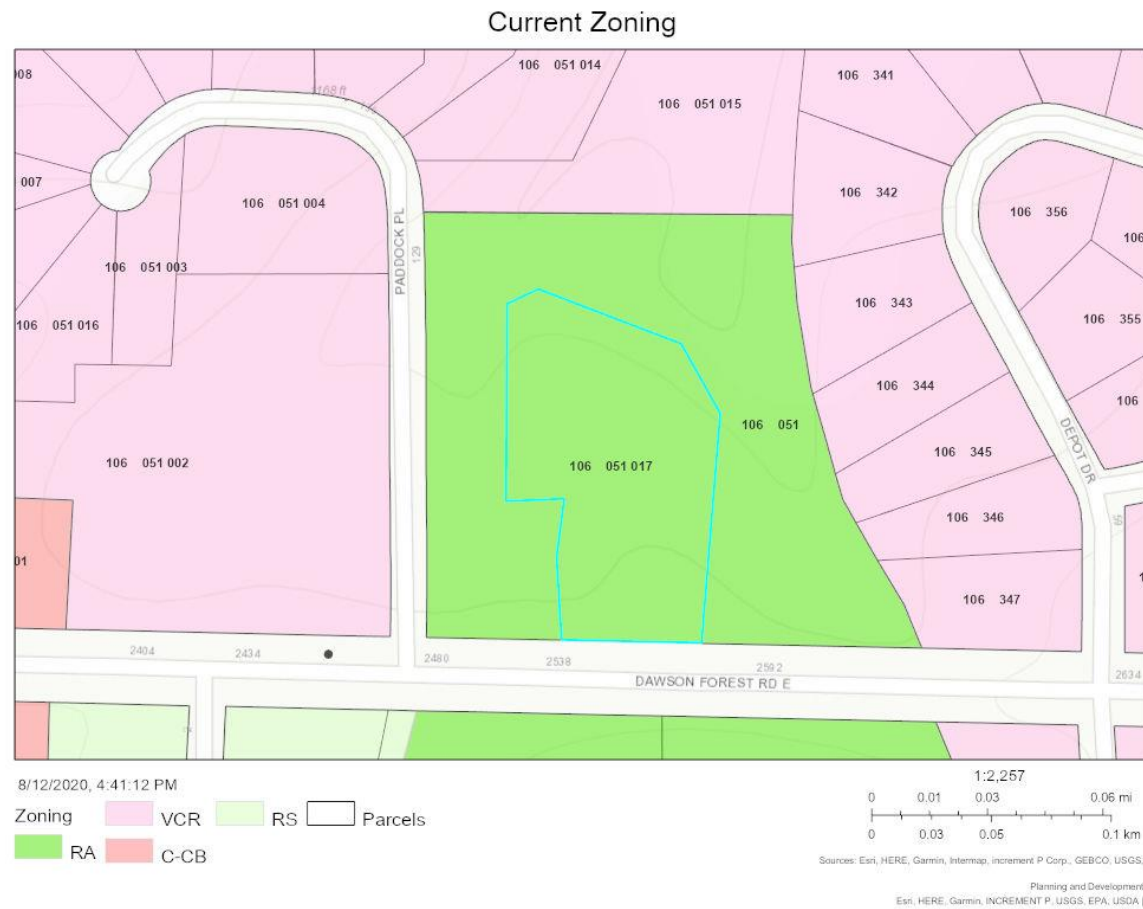 Current Zoning
08
106 051 014
106 341
106 051 015
1168 ft
007
106 342
106 051 004
106 356
PADDOCK PL
129
106
106 051 003
106 343
106 051 016
106 355
106 344
106
106 051
DEPOT DR
106 051 002
106 051 017
106 345
106 346
59
01
106 347
1
2404
2434
2480
2538
2592
2634
DAWSON FOREST RD E
8/12/2020, 4:41:12 PM
1:2,257
Zoning
VCR
RS
Parcels
RA
C-CB
0 0.01 0.03 0.06 mi
0 0.03 0.05 0.1 km
Sources: Esri, HERE, Garmin, Intermap, increment P Corp., GEBCO, USGS,
Planning and Development
Esri, HERE, Garmin, INCREMENT P, USGS, EPA, USDA